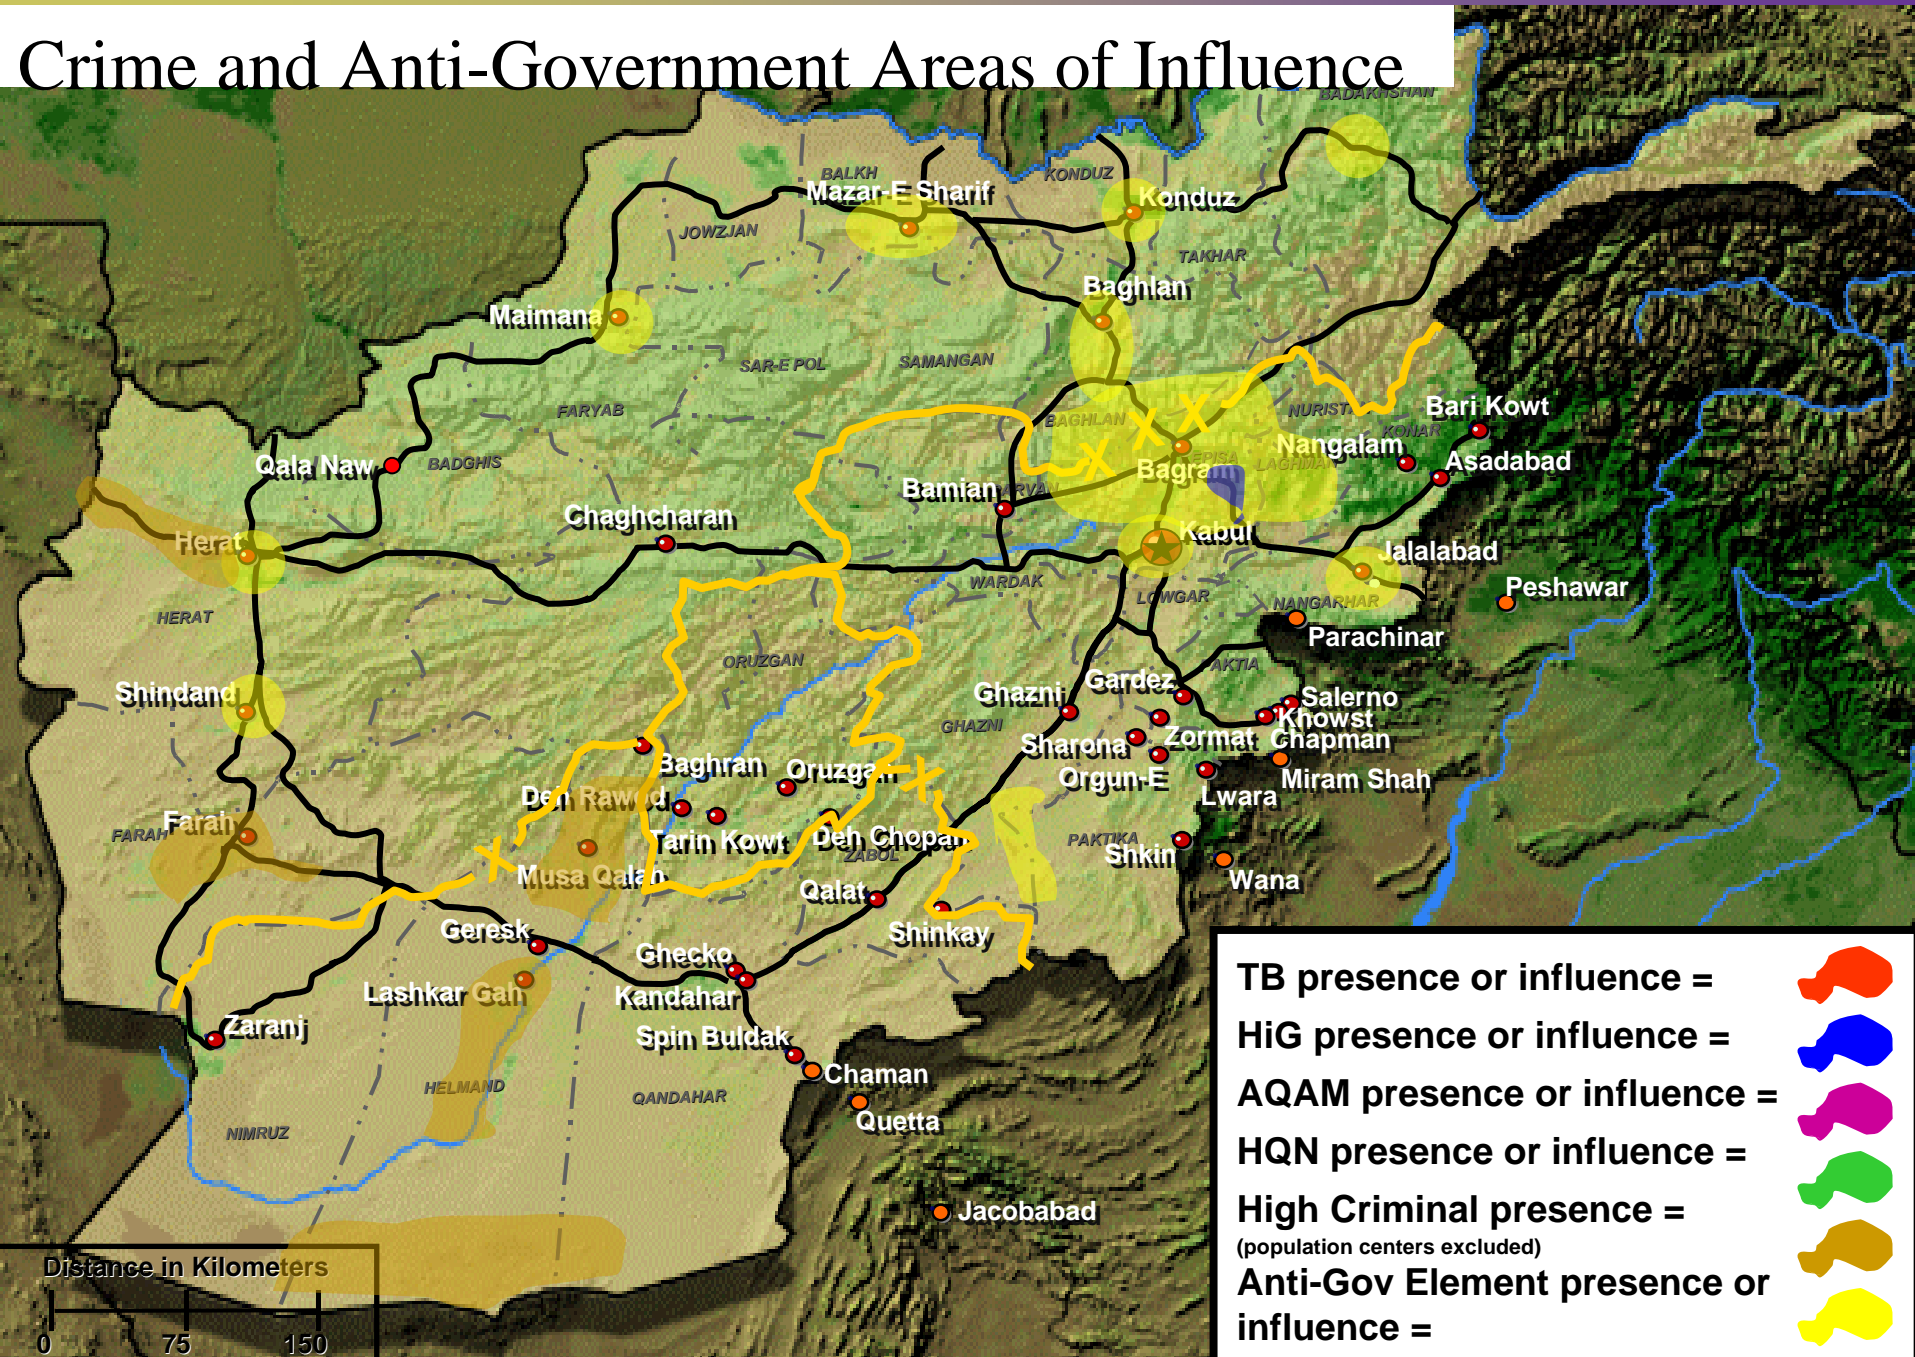 Crime and Anti-Government Areas of Influence
BADAKHSHAN
BALKH
KONDUZ
Mazar-E Sharif
Konduz
JOWZJAN
TAKHAR
Baghlan
Maimana
SAR-E POL
SAMANGAN
FARYAB
BAGHLAN
Bari Kowt
KONAR
Nangalam
Qala Naw
BADGHIS
Bagra
LAGHMAN
Asadabad
Bamian
Chaghcharan
Kabul
Herat
Jalalabad
WARDAK
Peshawar
LOWGAR
NANGARHAR
HERAT
Parachinar
ORUZGAN
AKTIA
Shindand
Ghazni
Gardez
Salerno
Khowst
GHAZNI
Sharona
Zormat
Chapman
Baghran
Oruzgan
Orgun-E
Miram Shah
Deh Rawod
Lwara
Farah
FARAH
Tarin Kowt
Deh Chopan
PAKTIKA
ZABOL
Shkin
Musa Qalah
Qalat
Wana
Geresk
Shinkay
Ghecko
Lashkar Gah
Kandahar
Zaranj
Spin Buldak
Chaman
HELMAND
QANDAHAR
Quetta
NIMRUZ
Jacobabad
Distance in Kilometers
0 75 150
TB presence or influence =
HiG presence or influence =
AQAM presence or influence =
HQN presence or influence =
High Criminal presence =
(population centers excluded)
Anti-Gov Element presence or
influence =